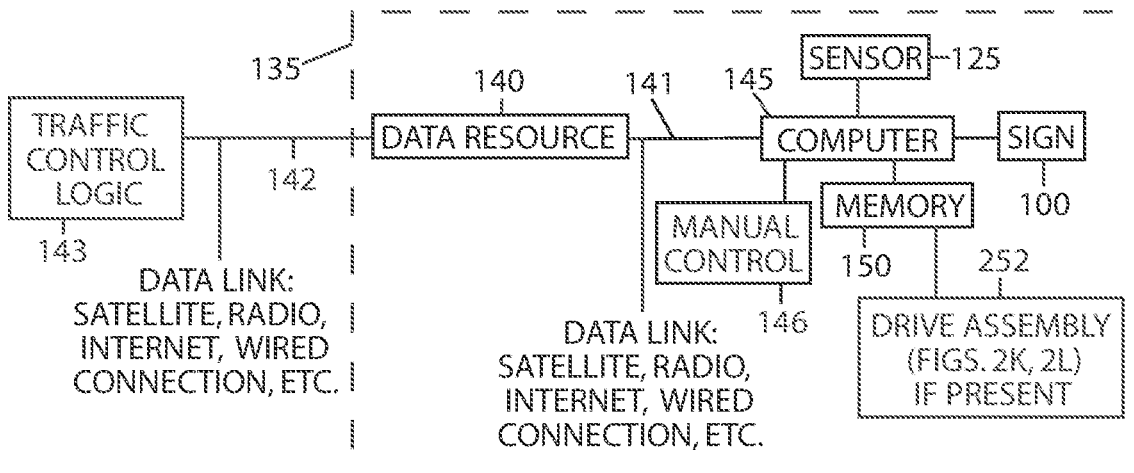 135
SENSOR
125
140
141
145
TRAFFIC
CONTROL
LOGIC
DATA RESOURCE
COMPUTER
SIGN
142
143
MANUAL
CONTROL
MEMORY
100
150
252
146
DATA LINK:
SATELLITE, RADIO,
INTERNET, WIRED
CONNECTION, ETC.
DATA LINK:
SATELLITE, RADIO,
INTERNET, WIRED
CONNECTION, ETC.
DRIVE ASSEMBLY
(FIGS. 2K, 2L)
IF PRESENT